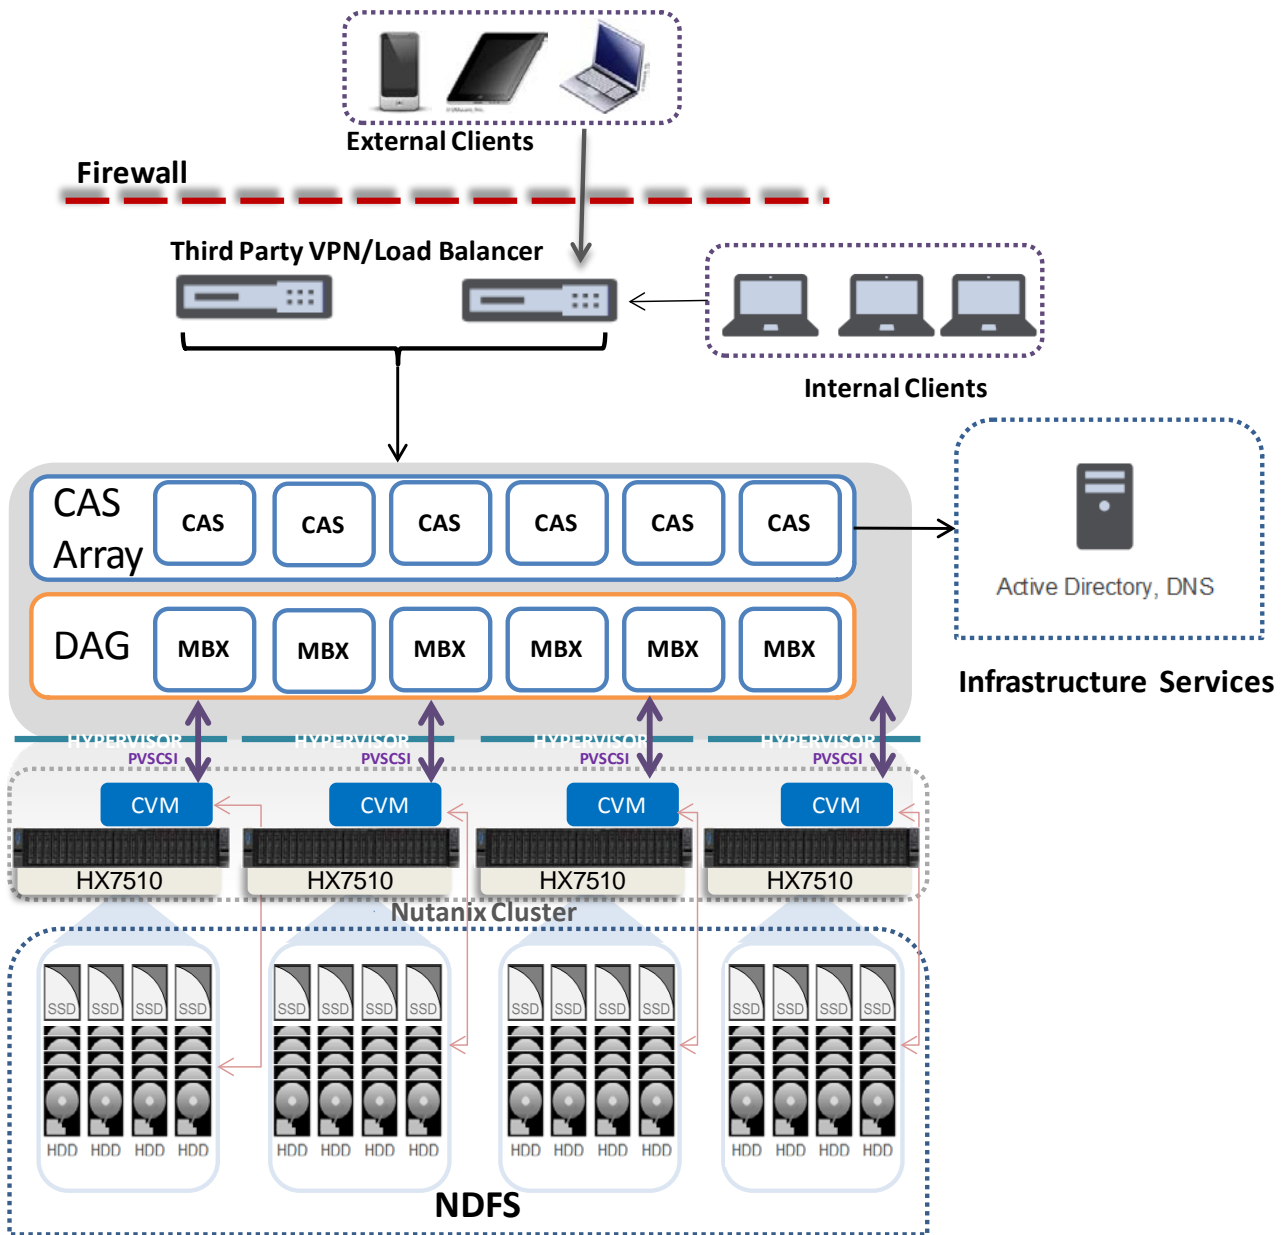 External Clients
Firewall
Third Party VPN/Load Balancer
Internal Clients
CAS
Array
CAS CAS CAS CAS CAS CAS
Active Directory, DNS
DAG
MBX MBX MBX MBX MBX MBX
Infrastructure Services
HYPERVISOR HYPERVISOR HYPERVISOR HYPERVISOR
PVSCSI PVSCSI PVSCSI PVSCSI
CVM CVM CVM CVM
HX7510 HX7510 HX7510 HX7510
Nutanix Cluster
SSD SSD SSD SSD SSD SSD SSD SSD SSD SSD SSD SSD SSD SSD SSD SSD
HDD HDD HDD HDD HDD HDD HDD HDD HDD HDD HDD HDD HDD HDD HDD HDD
NDFS